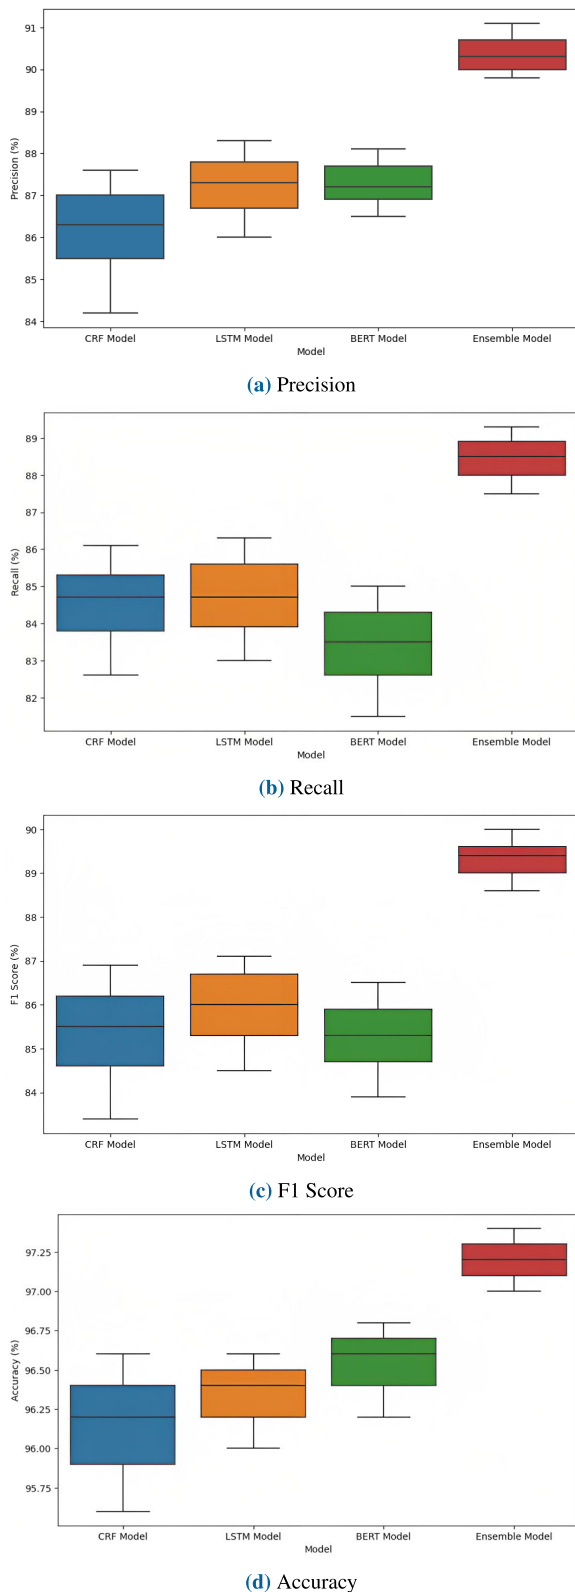 91
90
89
88
87
86
85
84
Precision (%)
CRF Model LSTM Model BERT Model Ensemble Model
Model
(a) Precision
89
88
87
86
85
84
83
82
Recall (%)
CRF Model LSTM Model BERT Model Ensemble Model
Model
(b) Recall
90
89
88
87
86
85
84
F1 Score (%)
CRF Model LSTM Model BERT Model Ensemble Model
Model
(c) F1 Score
97.25
97.00
96.75
96.50
96.25
96.00
95.75
Accuracy (%)
CRF Model LSTM Model BERT Model Ensemble Model
Model
(d) Accuracy